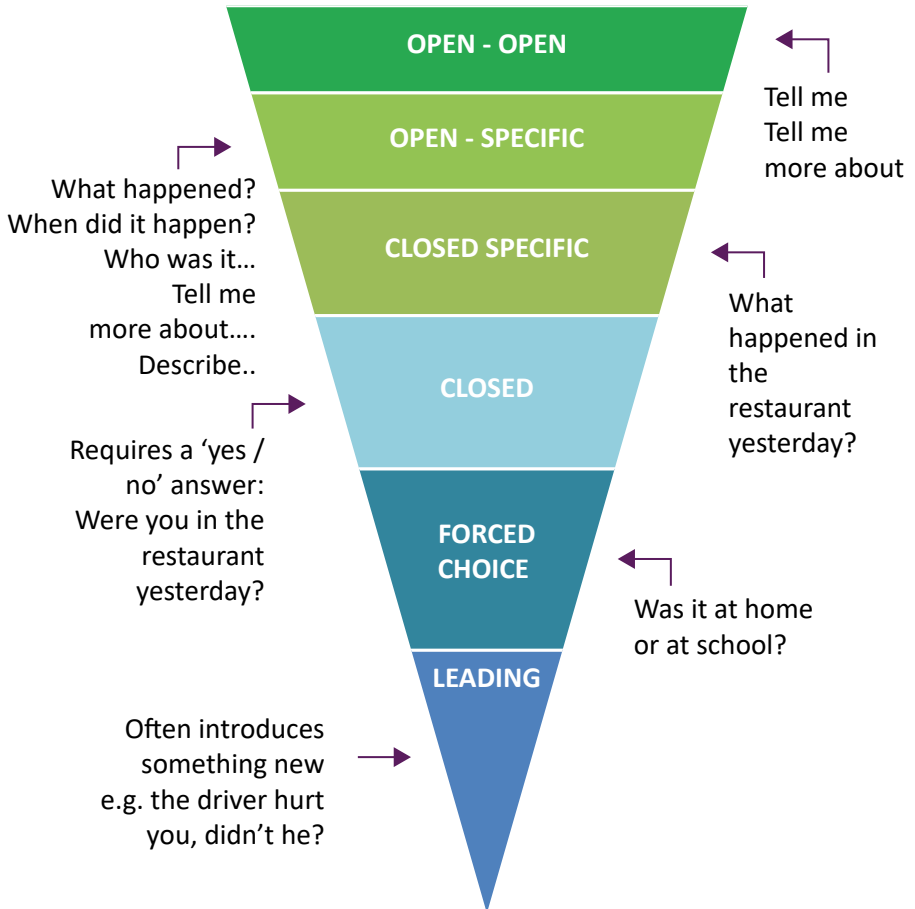 OPEN - OPEN
Tell me
Tell me
more about
OPEN - SPECIFIC
What happened?
When did it happen?
Who was it…
Tell me
more about….
Describe..
CLOSED SPECIFIC
What
happened in
the
restaurant
yesterday?
CLOSED
Requires a ‘yes /
no’ answer:
Were you in the
restaurant
yesterday?
FORCED
CHOICE
Was it at home
or at school?
LEADING
Often introduces
something new
e.g. the driver hurt
you, didn’t he?